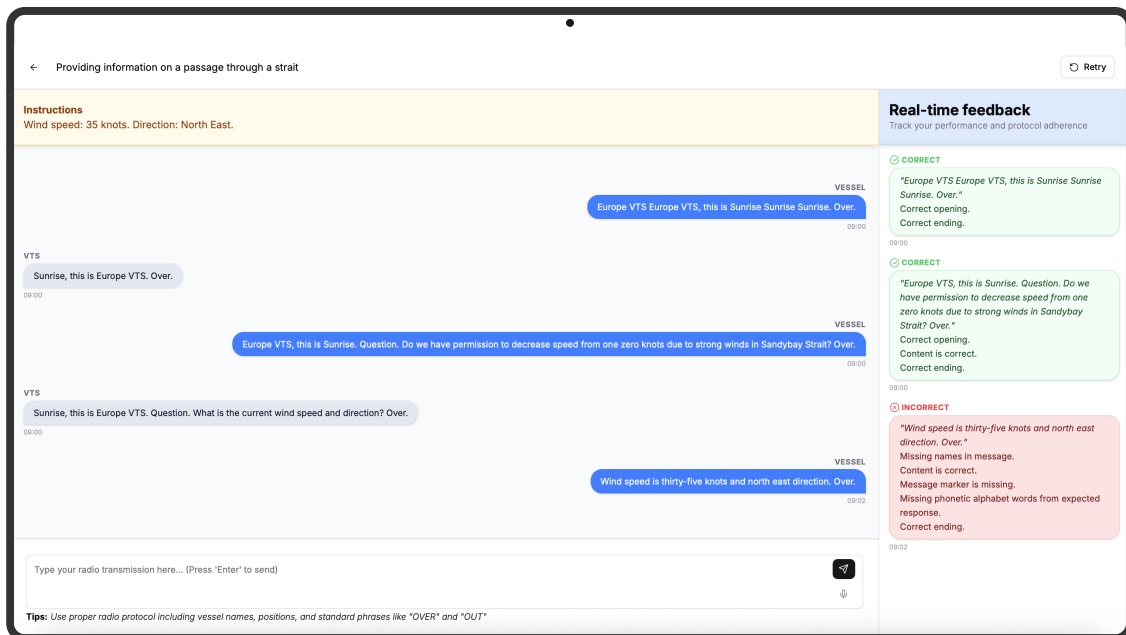 Providing information on a passage through a strait
Retry
Instructions
Wind speed: 35 knots. Direction: North East.
VESSEL
Europe VTS Europe VTS, this is Sunrise Sunrise Sunrise. Over.
09:00
VTS
Sunrise, this is Europe VTS. Over.
09:00
VESSEL
Europe VTS, this is Sunrise. Question. Do we have permission to decrease speed from one zero knots due to strong winds in Sandybay Strait? Over.
09:00
VTS
Sunrise, this is Europe VTS. Question. What is the current wind speed and direction? Over.
09:00
VESSEL
Wind speed is thirty-five knots and north east direction. Over.
09:02
Type your radio transmission here... (Press 'Enter' to send)
Tips: Use proper radio protocol including vessel names, positions, and standard phrases like "OVER" and "OUT"
Real-time feedback
Track your performance and protocol adherence
CORRECT
"Europe VTS Europe VTS, this is Sunrise Sunrise
Sunrise. Over."
Correct opening.
Correct ending.
09:00
CORRECT
"Europe VTS, this is Sunrise. Question. Do we
have permission to decrease speed from one
zero knots due to strong winds in Sandybay
Strait? Over."
Correct opening.
Content is correct.
Correct ending.
09:00
INCORRECT
"Wind speed is thirty-five knots and north east
direction. Over."
Missing names in message.
Content is correct.
Message marker is missing.
Missing phonetic alphabet words from expected
response.
Correct ending.
09:02